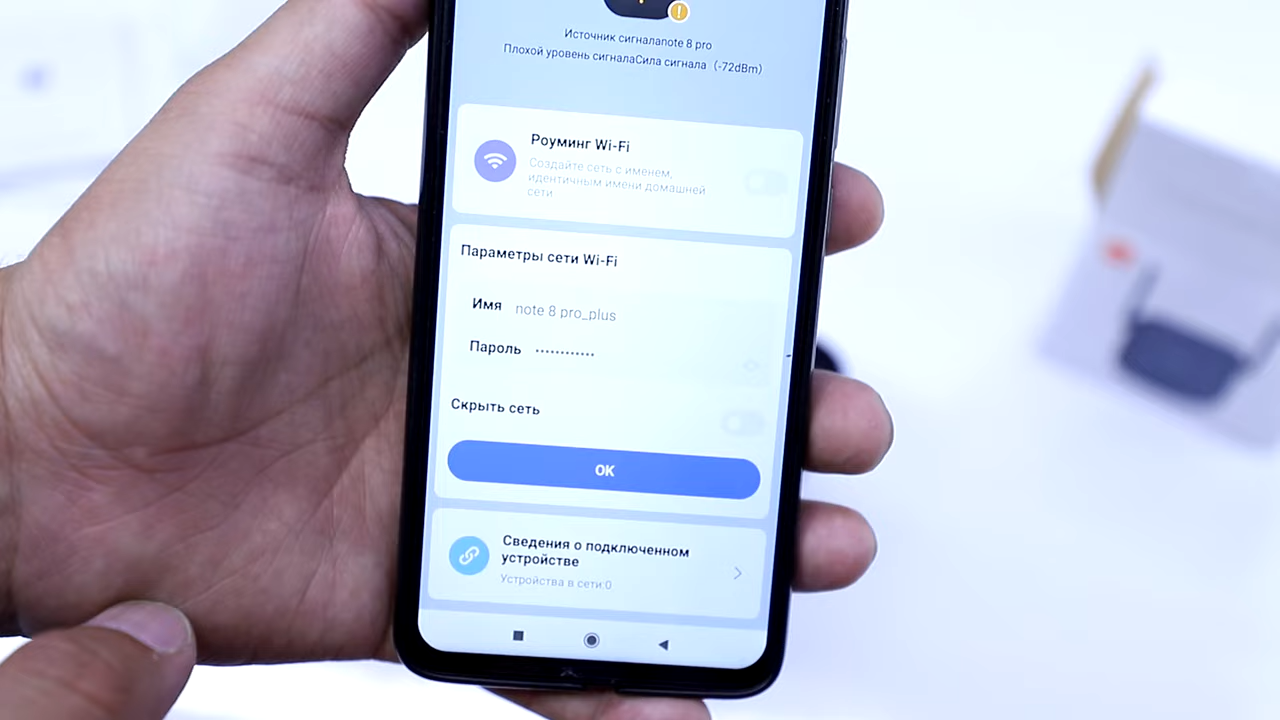 Источник сигналаnote 8 pro
Плохой уровень сигналаСила сигнала (-72dBm)
Роуминг Wi-Fi
Создайте сеть с именем,
идентичным имени домашней
сети
Параметры сети Wi-Fi
Имя note 8 pro_plus
Пароль ••••••••••••
Скрыть сеть
OK
Сведения о подключенном
устройстве
Устройства в сети:0